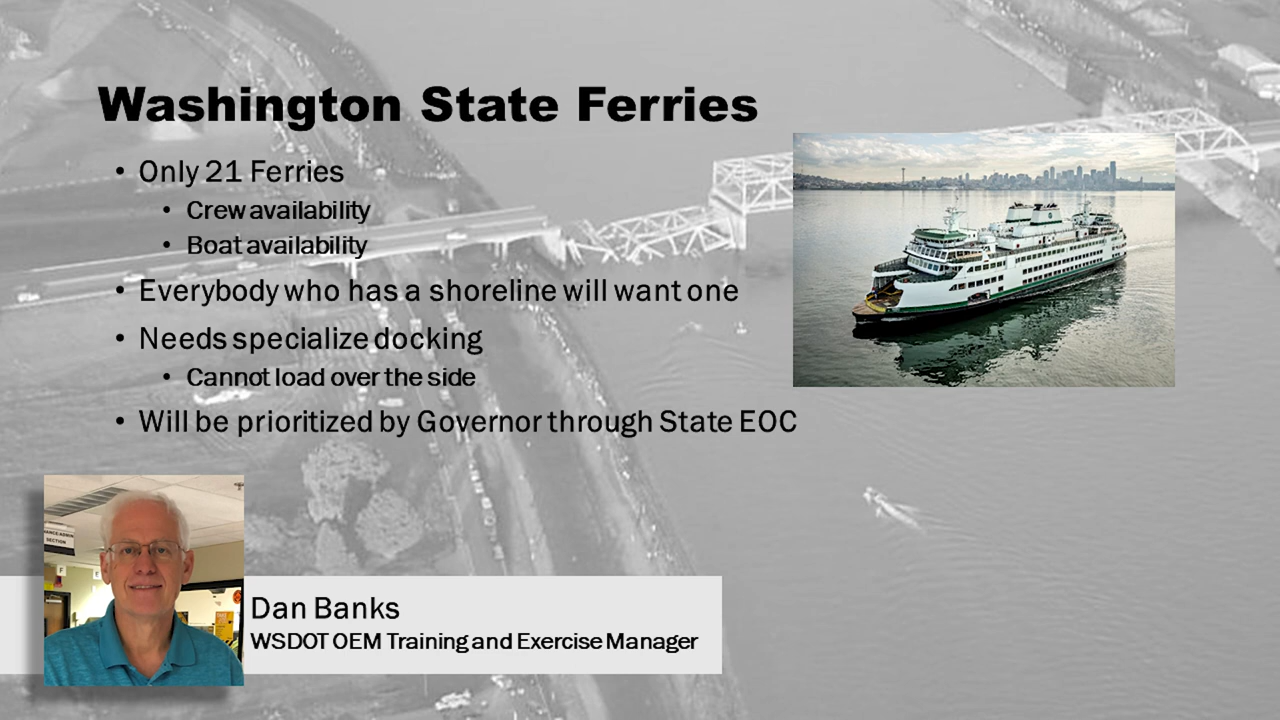 Washington State Ferries
• Only 21 Ferries
• Crew availability
• Boat availability
• Everybody who has a shoreline will want one
• Needs specialize docking
• Cannot load over the side
• Will be prioritized by Governor through State EOC
SECTION
F
E
Dan Banks
WSDOT OEM Training and Exercise Manager